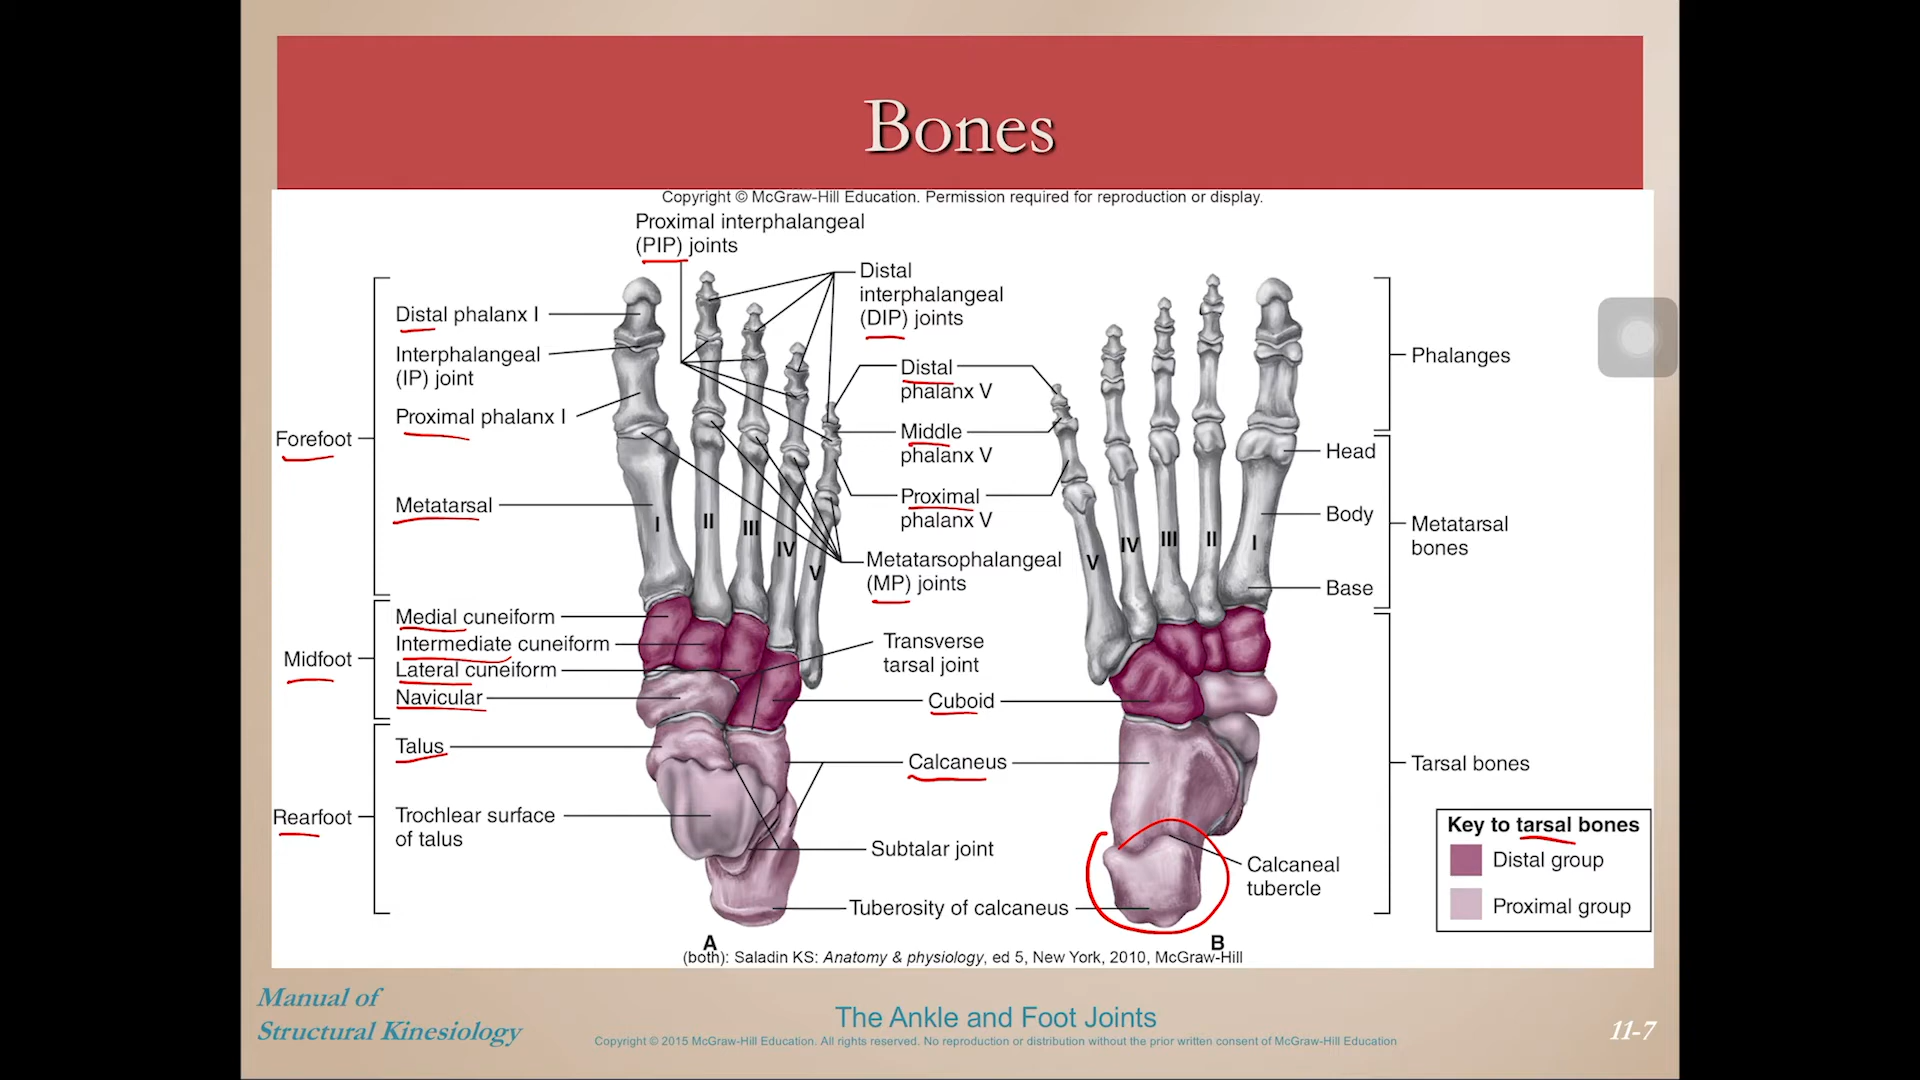 Bones
Copyright © McGraw-Hill Education. Permission required for reproduction or display.
Proximal interphalangeal
(PIP) joints
Distal
interphalangeal
(DIP) joints
Distal phalanx I
Interphalangeal
(IP) joint
Proximal phalanx I
Forefoot
Metatarsal
Distal
phalanx V
Middle
phalanx V
Proximal
phalanx V
Metatarsophalangeal
(MP) joints
I
II
III
IV
V
V
IV
III
II
I
Phalanges
Head
Body
Base
Metatarsal
bones
Medial cuneiform
Intermediate cuneiform
Lateral cuneiform
Navicular
Midfoot
Transverse
tarsal joint
Cuboid
Talus
Calcaneus
Tarsal bones
Rearfoot
Trochlear surface
of talus
Subtalar joint
Tuberosity of calcaneus
Calcaneal
tubercle
Key to tarsal bones
Distal group
Proximal group
A
B
(both): Saladin KS: Anatomy & physiology, ed 5, New York, 2010, McGraw-Hill
Manual of
Structural Kinesiology
The Ankle and Foot Joints
Copyright © 2015 McGraw-Hill Education. All rights reserved. No reproduction or distribution without the prior written consent of McGraw-Hill Education
11-7